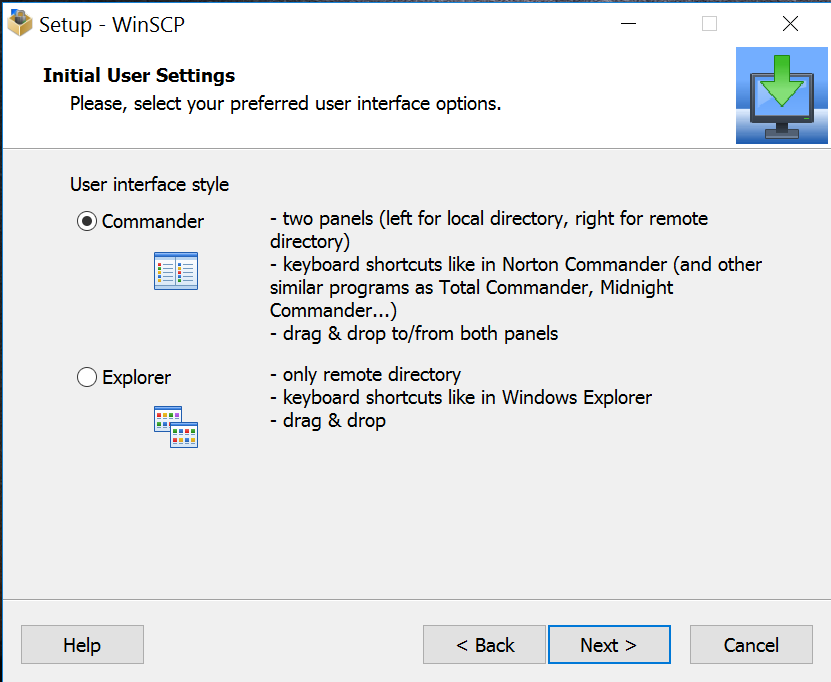 Setup - WinSCP
Initial User Settings
Please, select your preferred user interface options.
User interface style
Commander
- two panels (left for local directory, right for remote
directory)
- keyboard shortcuts like in Norton Commander (and other
similar programs as Total Commander, Midnight
Commander...)
- drag & drop to/from both panels
Explorer
- only remote directory
- keyboard shortcuts like in Windows Explorer
- drag & drop
Help
< Back
Next >
Cancel